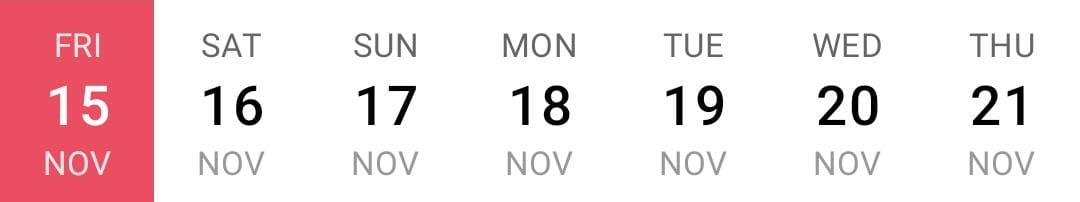 FRI SAT SUN MON TUE WED THU
15 16 17 18 19 20 21
NOV NOV NOV NOV NOV NOV NOV